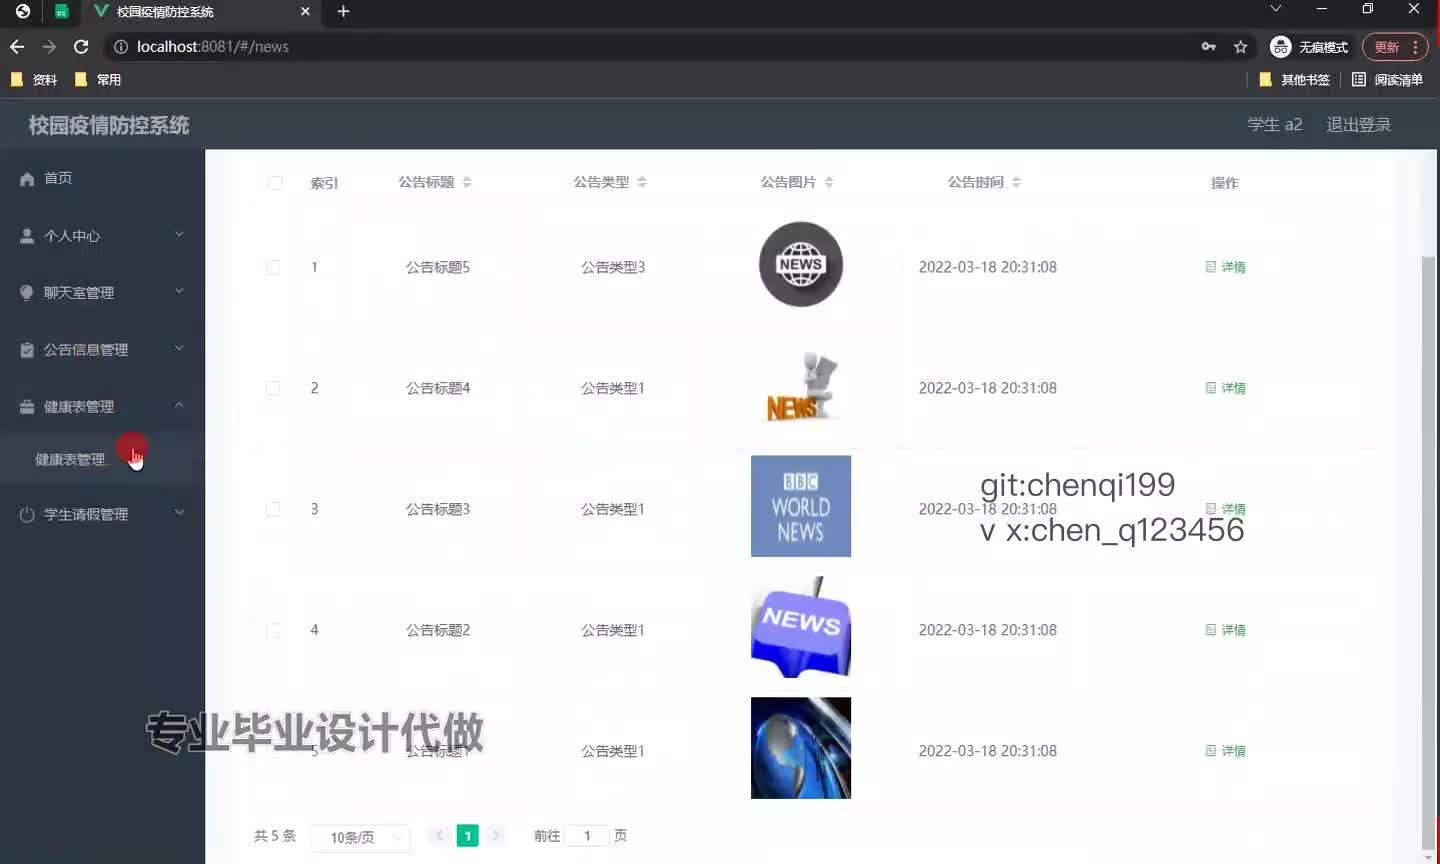 校园疫情防控系统
localhost:8081/#/news
无痕模式
更新
资料
常用
其他书签
阅读清单
校园疫情防控系统
学生 a2
退出登录
首页
个人中心
聊天室管理
公告信息管理
健康表管理
健康表管理
学生请假管理
索引 公告标题 公告类型 公告图片 公告时间 操作
1 公告标题5 公告类型3 NEWS 2022-03-18 20:31:08 详情
2 公告标题4 公告类型1 NEWS 2022-03-18 20:31:08 详情
3 公告标题3 公告类型1 BBC WORLD NEWS 2022-03-18 20:31:08 详情
git:chenqi199
v x:chen_q123456
4 公告标题2 公告类型1 NEWS 2022-03-18 20:31:08 详情
专业毕业设计代做
5 公告标题1 公告类型1 2022-03-18 20:31:08 详情
共 5 条 10条/页 1 前往 1 页